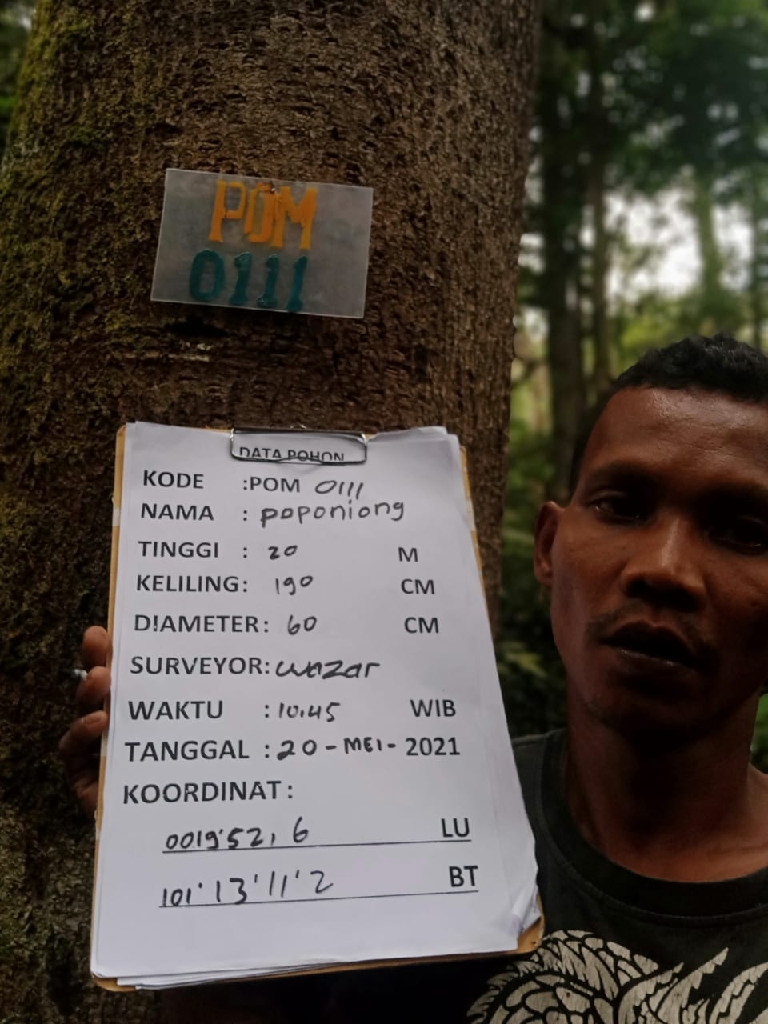 POM
0111
DATA POHON
KODE :POM 0111
NAMA : poponiong
TINGGI : 20 M
KELILING: 190 CM
DIAMETER: 60 CM
SURVEYOR: wazar
WAKTU : 10.45 WIB
TANGGAL : 20 - MEI - 2021
KOORDINAT :
0019'52, 6 LU
101'13'11'2 BT